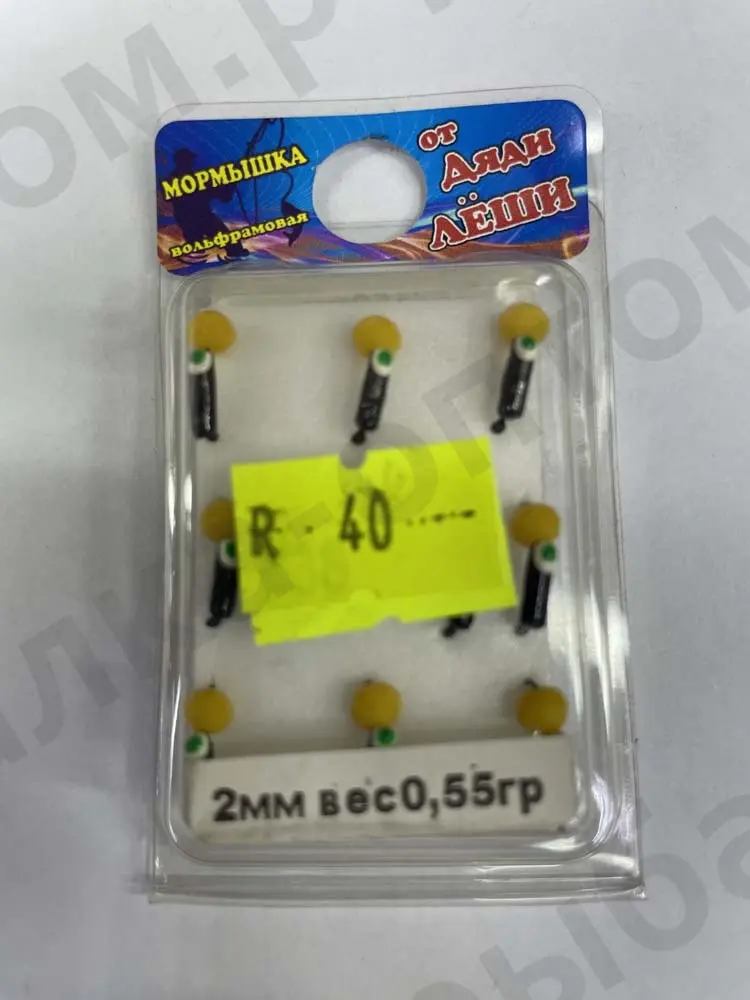 МОРМЫШКА
вольфрамовая
от
Дяди
ЛЁШИ
R - 40
2мм вес0,55гр